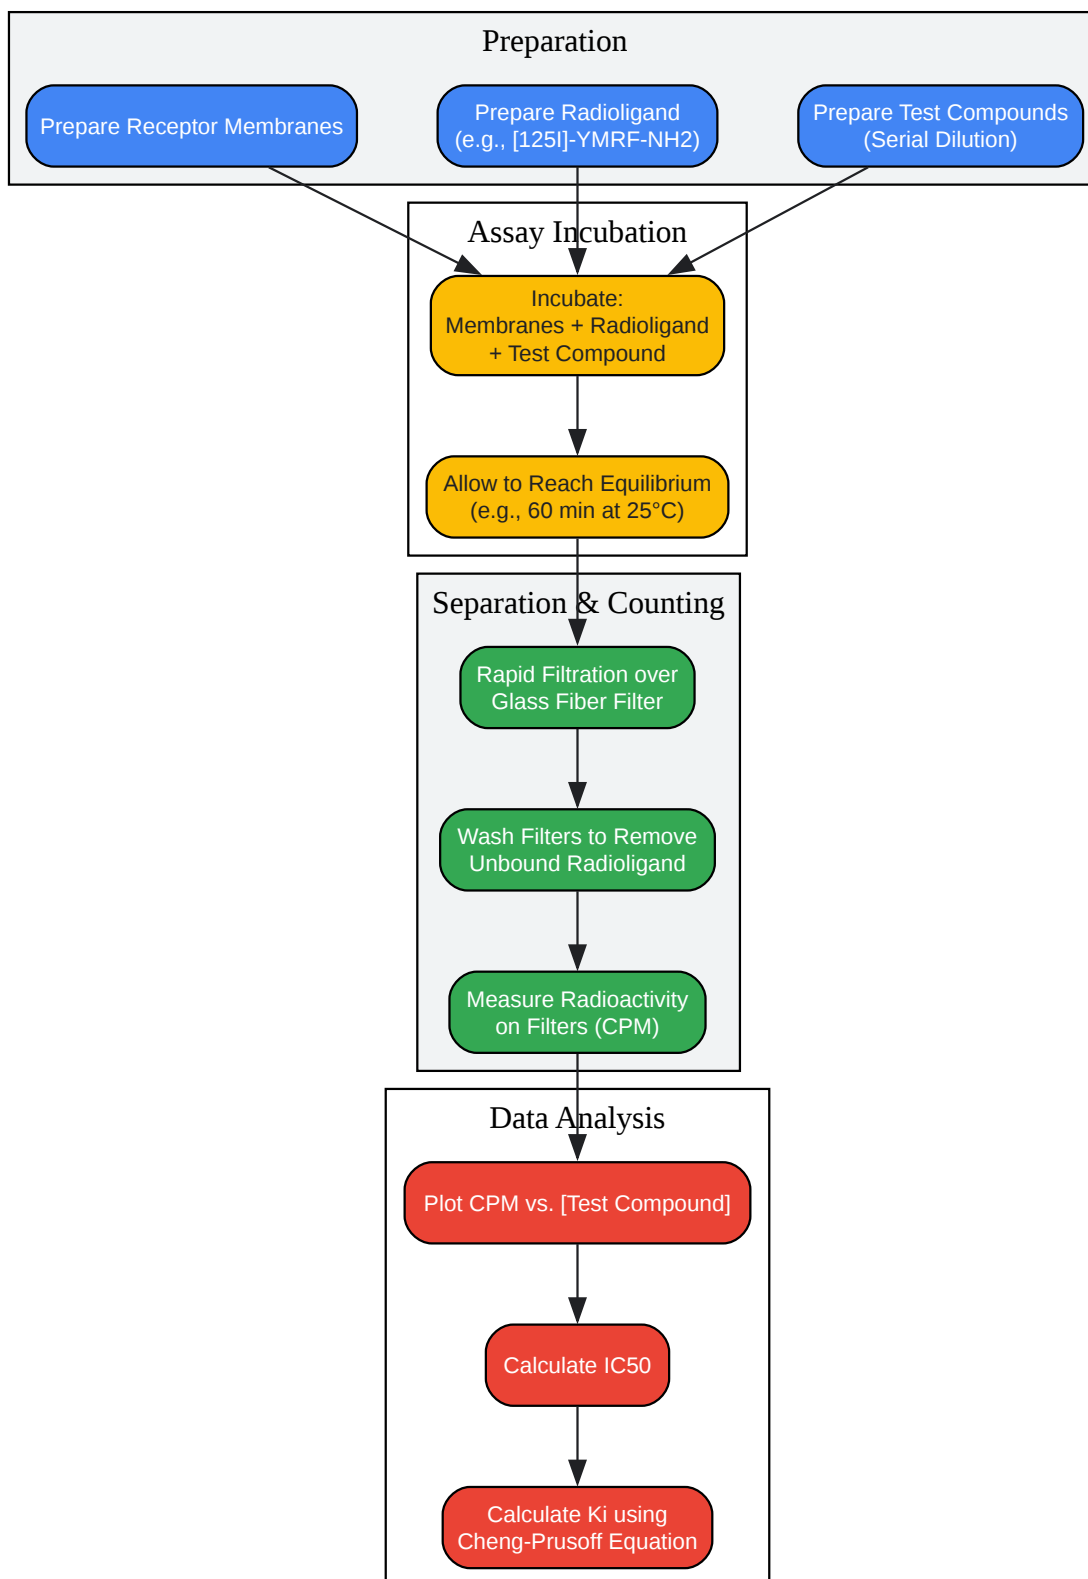 Preparation
Prepare Receptor Membranes
Prepare Radioligand
(e.g., [125I]-YMRF-NH2)
Prepare Test Compounds
(Serial Dilution)
Assay Incubation
Incubate:
Membranes + Radioligand
+ Test Compound
Allow to Reach Equilibrium
(e.g., 60 min at 25°C)
Separation & Counting
Rapid Filtration over
Glass Fiber Filter
Wash Filters to Remove
Unbound Radioligand
Measure Radioactivity
on Filters (CPM)
Data Analysis
Plot CPM vs. [Test Compound]
Calculate IC50
Calculate Ki using
Cheng-Prusoff Equation